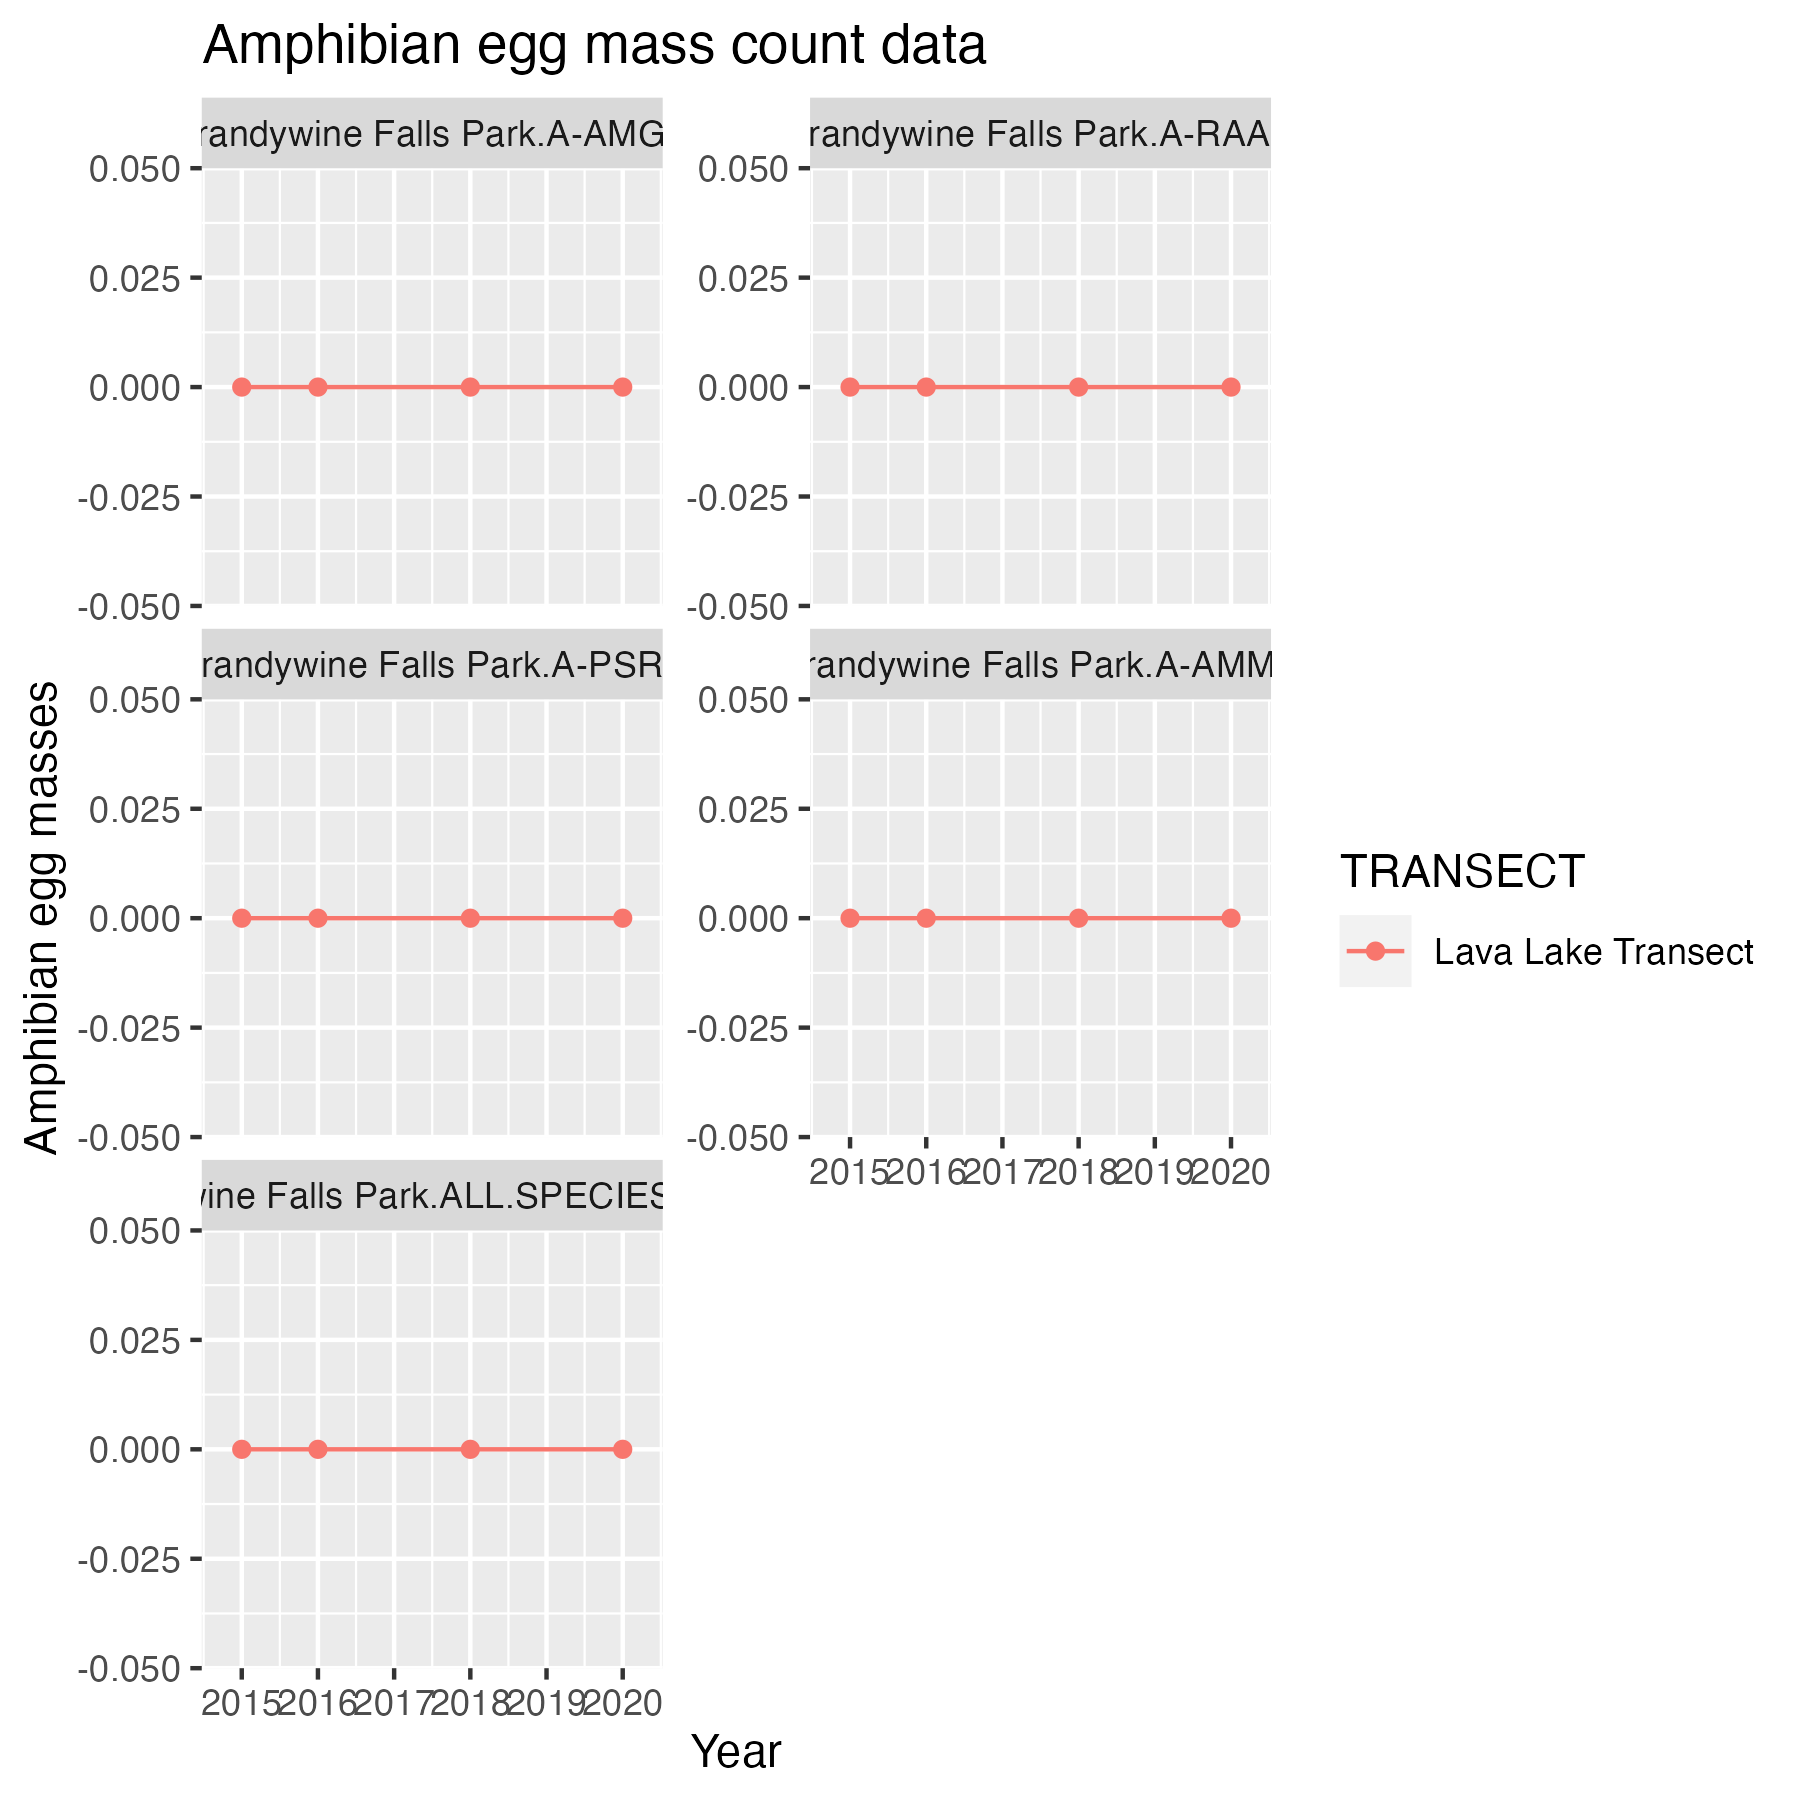 Amphibian egg mass count data
randywine Falls Park.A-AMG
randywine Falls Park.A-RAA
0.050
0.025
0.000
-0.025
-0.050
0.050
0.025
0.000
-0.025
-0.050
randywine Falls Park.A-PSR
randywine Falls Park.A-AMM
0.050
0.025
0.000
-0.025
-0.050
0.050
0.025
0.000
-0.025
-0.050
2015 2016 2017 2018 2019 2020
Amphibian egg masses
TRANSECT
Lava Lake Transect
ine Falls Park.ALL.SPECIES
0.050
0.025
0.000
-0.025
-0.050
2015 2016 2017 2018 2019 2020
Year